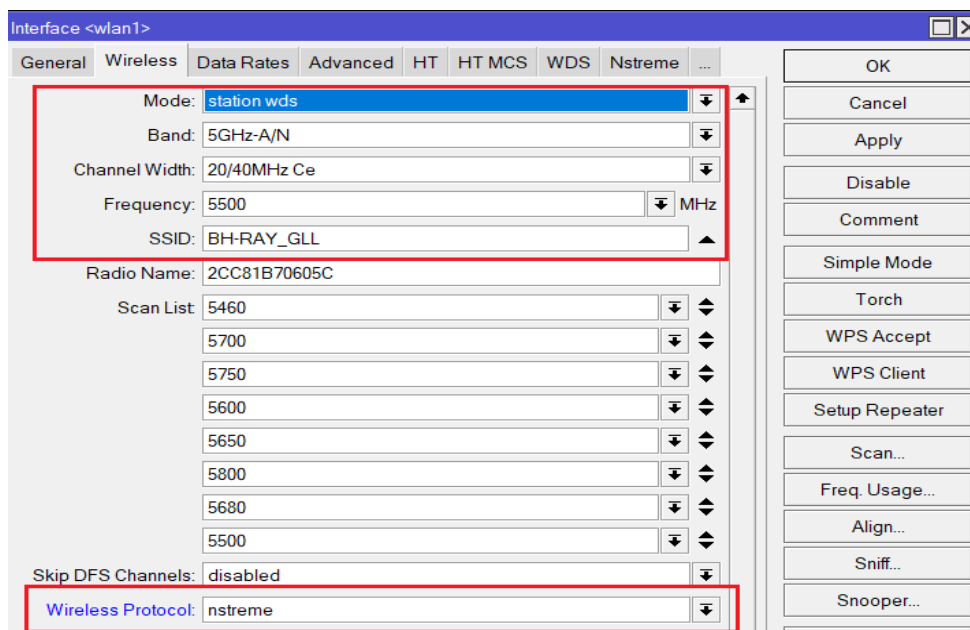 Interface <wlan1>
General Wireless Data Rates Advanced HT HT MCS WDS Nstreme ...
OK
Mode: station wds
Cancel
Band: 5GHz-A/N
Apply
Channel Width: 20/40MHz Ce
Disable
Frequency: 5500 MHz
Comment
SSID: BH-RAY_GLL
Simple Mode
Radio Name: 2CC81B70605C
Scan List: 5460
Torch
5700
WPS Accept
5750
WPS Client
5600
Setup Repeater
5650
Scan...
5800
Freq. Usage...
5680
Align...
5500
Sniff...
Skip DFS Channels: disabled
Snooper...
Wireless Protocol: nstreme